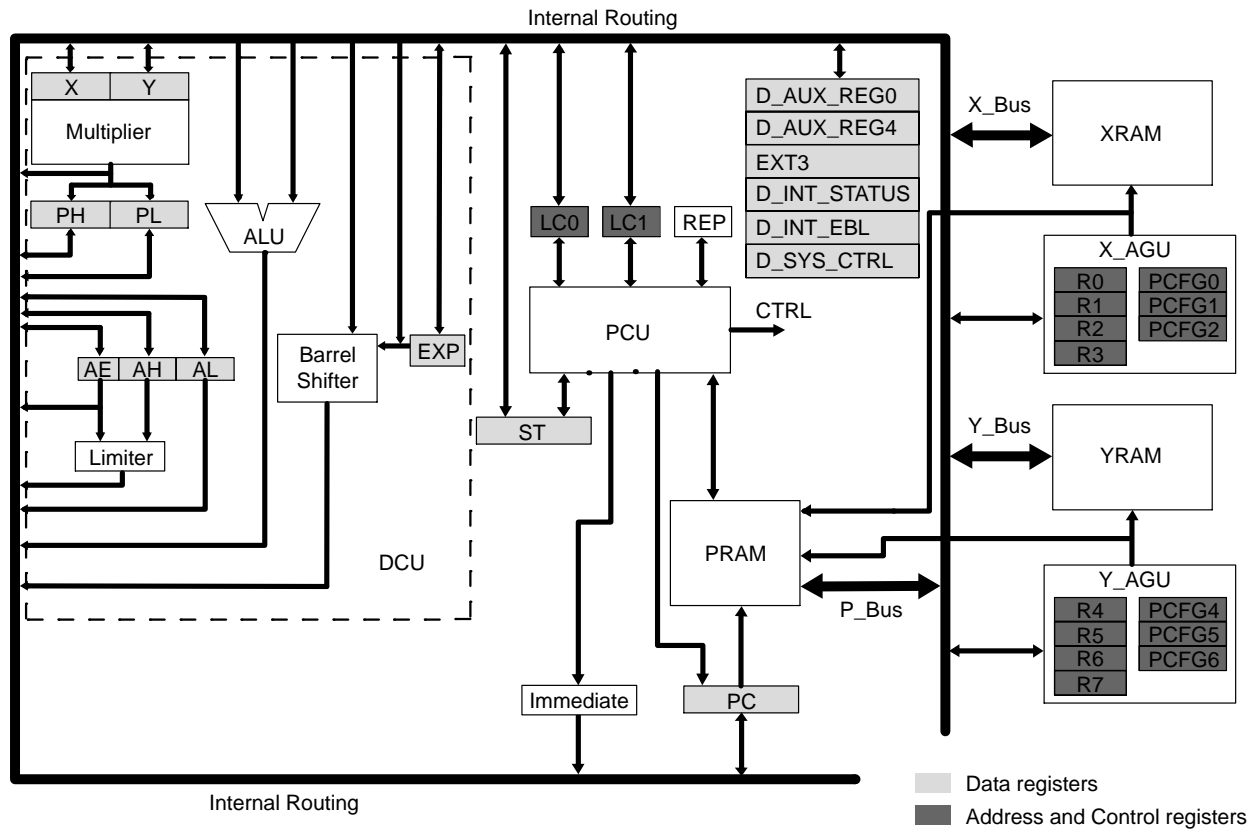 Internal Routing
X Y
Multiplier
PH PL
ALU
AE AH AL
Limiter
Barrel
Shifter
EXP
DCU
LC0 LC1 REP
PCU
CTRL
ST
D_AUX_REG0
D_AUX_REG4
EXT3
D_INT_STATUS
D_INT_EBL
D_SYS_CTRL
X_Bus
XRAM
X_AGU
R0 PCFG0
R1 PCFG1
R2 PCFG2
R3
Y_Bus
YRAM
PRAM
P_Bus
Y_AGU
R4 PCFG4
R5 PCFG5
R6 PCFG6
R7
Immediate
PC
Internal Routing
Data registers
Address and Control registers